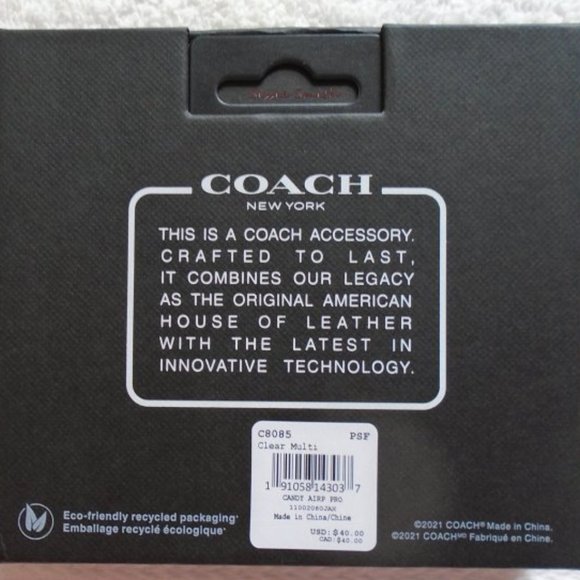 COACH
NEW YORK
THIS IS A COACH ACCESSORY.
CRAFTED TO LAST,
IT COMBINES OUR LEGACY
AS THE ORIGINAL AMERICAN
HOUSE OF LEATHER
WITH THE LATEST IN
INNOVATIVE TECHNOLOGY.
C8085 PSF
Clear Multi
1 91058 14303 7
CANDY AIRP PRO
11002060JAN
Made in China/Chine
USD: $40.00
CAD: $40.00
Eco-friendly recycled packaging*
Emballage recyclé écologique*
©2021 COACH® Made in China.
©2021 COACHᴹᴰ Fabriqué en Chine.